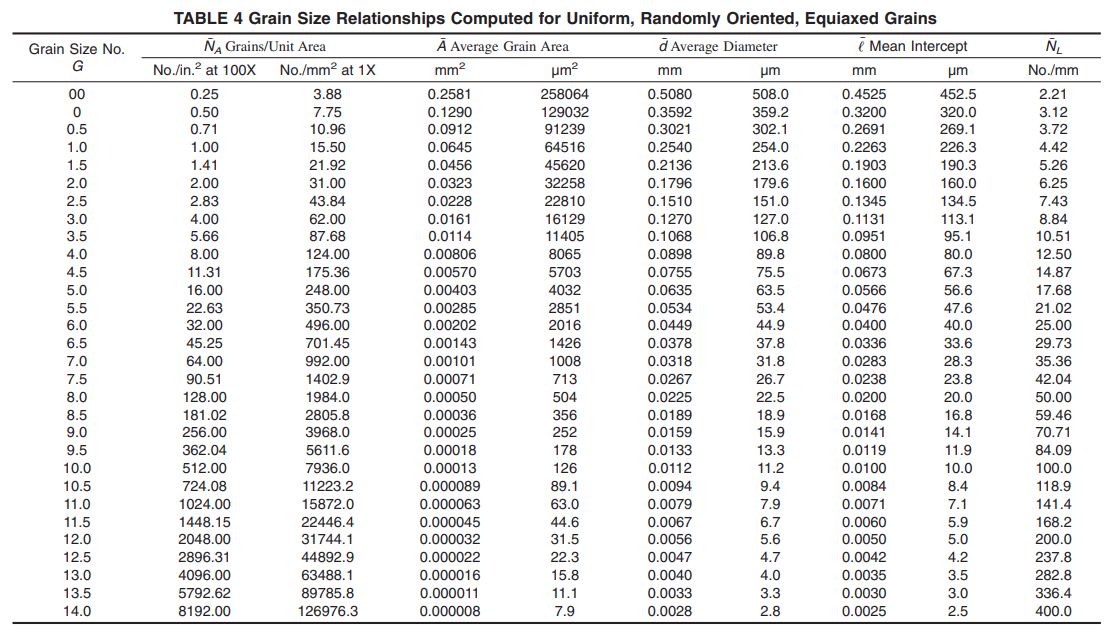 TABLE 4 Grain Size Relationships Computed for Uniform, Randomly Oriented, Equiaxed Grains
Grain Size No. G N̄A Grains/Unit Area Ā Average Grain Area d̄ Average Diameter ℓ̄ Mean Intercept N̄L
No./in.² at 100X No./mm² at 1X mm² µm² mm µm mm µm No./mm
00 0.25 3.88 0.2581 258064 0.5080 508.0 0.4525 452.5 2.21
0 0.50 7.75 0.1290 129032 0.3592 359.2 0.3200 320.0 3.12
0.5 0.71 10.96 0.0912 91239 0.3021 302.1 0.2691 269.1 3.72
1.0 1.00 15.50 0.0645 64516 0.2540 254.0 0.2263 226.3 4.42
1.5 1.41 21.92 0.0456 45620 0.2136 213.6 0.1903 190.3 5.26
2.0 2.00 31.00 0.0323 32258 0.1796 179.6 0.1600 160.0 6.25
2.5 2.83 43.84 0.0228 22810 0.1510 151.0 0.1345 134.5 7.43
3.0 4.00 62.00 0.0161 16129 0.1270 127.0 0.1131 113.1 8.84
3.5 5.66 87.68 0.0114 11405 0.1068 106.8 0.0951 95.1 10.51
4.0 8.00 124.00 0.00806 8065 0.0898 89.8 0.0800 80.0 12.50
4.5 11.31 175.36 0.00570 5703 0.0755 75.5 0.0673 67.3 14.87
5.0 16.00 248.00 0.00403 4032 0.0635 63.5 0.0566 56.6 17.68
5.5 22.63 350.73 0.00285 2851 0.0534 53.4 0.0476 47.6 21.02
6.0 32.00 496.00 0.00202 2016 0.0449 44.9 0.0400 40.0 25.00
6.5 45.25 701.45 0.00143 1426 0.0378 37.8 0.0336 33.6 29.73
7.0 64.00 992.00 0.00101 1008 0.0318 31.8 0.0283 28.3 35.36
7.5 90.51 1402.9 0.00071 713 0.0267 26.7 0.0238 23.8 42.04
8.0 128.00 1984.0 0.00050 504 0.0225 22.5 0.0200 20.0 50.00
8.5 181.02 2805.8 0.00036 356 0.0189 18.9 0.0168 16.8 59.46
9.0 256.00 3968.0 0.00025 252 0.0159 15.9 0.0141 14.1 70.71
9.5 362.04 5611.6 0.00018 178 0.0133 13.3 0.0119 11.9 84.09
10.0 512.00 7936.0 0.00013 126 0.0112 11.2 0.0100 10.0 100.0
10.5 724.08 11223.2 0.000089 89.1 0.0094 9.4 0.0084 8.4 118.9
11.0 1024.00 15872.0 0.000063 63.0 0.0079 7.9 0.0071 7.1 141.4
11.5 1448.15 22446.4 0.000045 44.6 0.0067 6.7 0.0060 5.9 168.2
12.0 2048.00 31744.1 0.000032 31.5 0.0056 5.6 0.0050 5.0 200.0
12.5 2896.31 44892.9 0.000022 22.3 0.0047 4.7 0.0042 4.2 237.8
13.0 4096.00 63488.1 0.000016 15.8 0.0040 4.0 0.0035 3.5 282.8
13.5 5792.62 89785.8 0.000011 11.1 0.0033 3.3 0.0030 3.0 336.4
14.0 8192.00 126976.3 0.000008 7.9 0.0028 2.8 0.0025 2.5 400.0